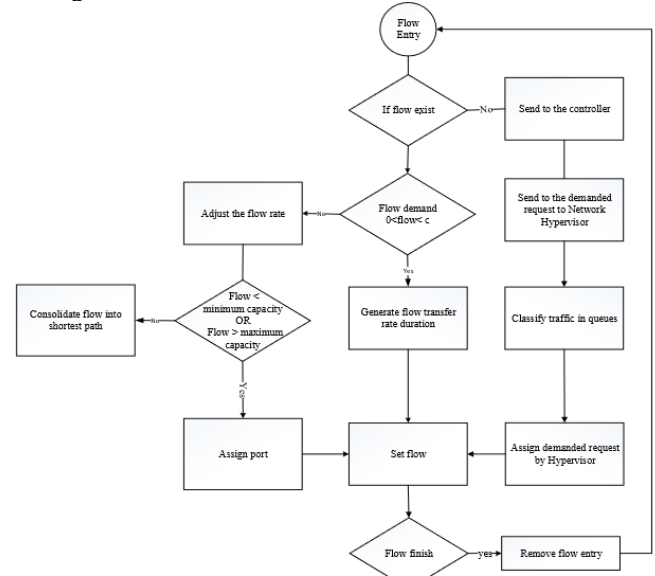 Flow
Entry
If flow exist
No
Send to the controller
Adjust the flow rate
No
Flow demand
0<flow< c
Send to the demanded
request to Network
Hypervisor
Yes
Consolidate flow into
shortest path
No
Flow <
minimum capacity
OR
Flow > maximum
capacity
Generate flow transfer
rate duration
Classify traffic in queues
Yes
Assign port
Set flow
Assign demanded request
by Hypervisor
Flow finish
yes
Remove flow entry